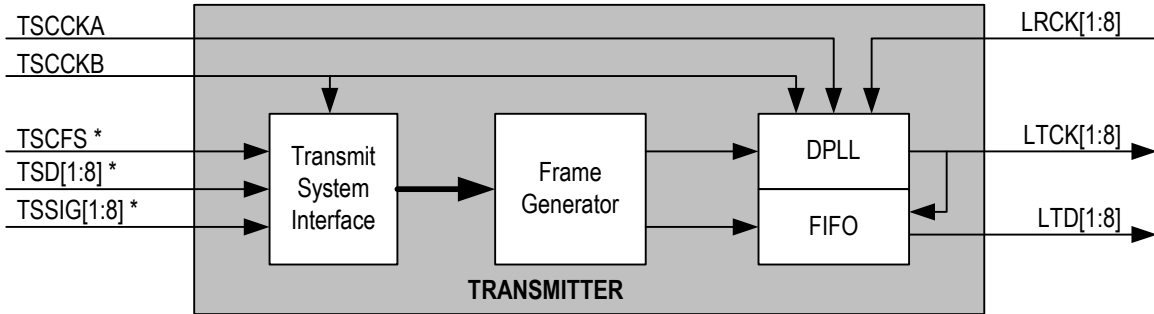 TSCCKA
LRCK[1:8]
TSCCKB
TSCFS *
TSD[1:8] *
TSSIG[1:8] *
Transmit
System
Interface
Frame
Generator
DPLL
FIFO
LTCK[1:8]
LTD[1:8]
TRANSMITTER